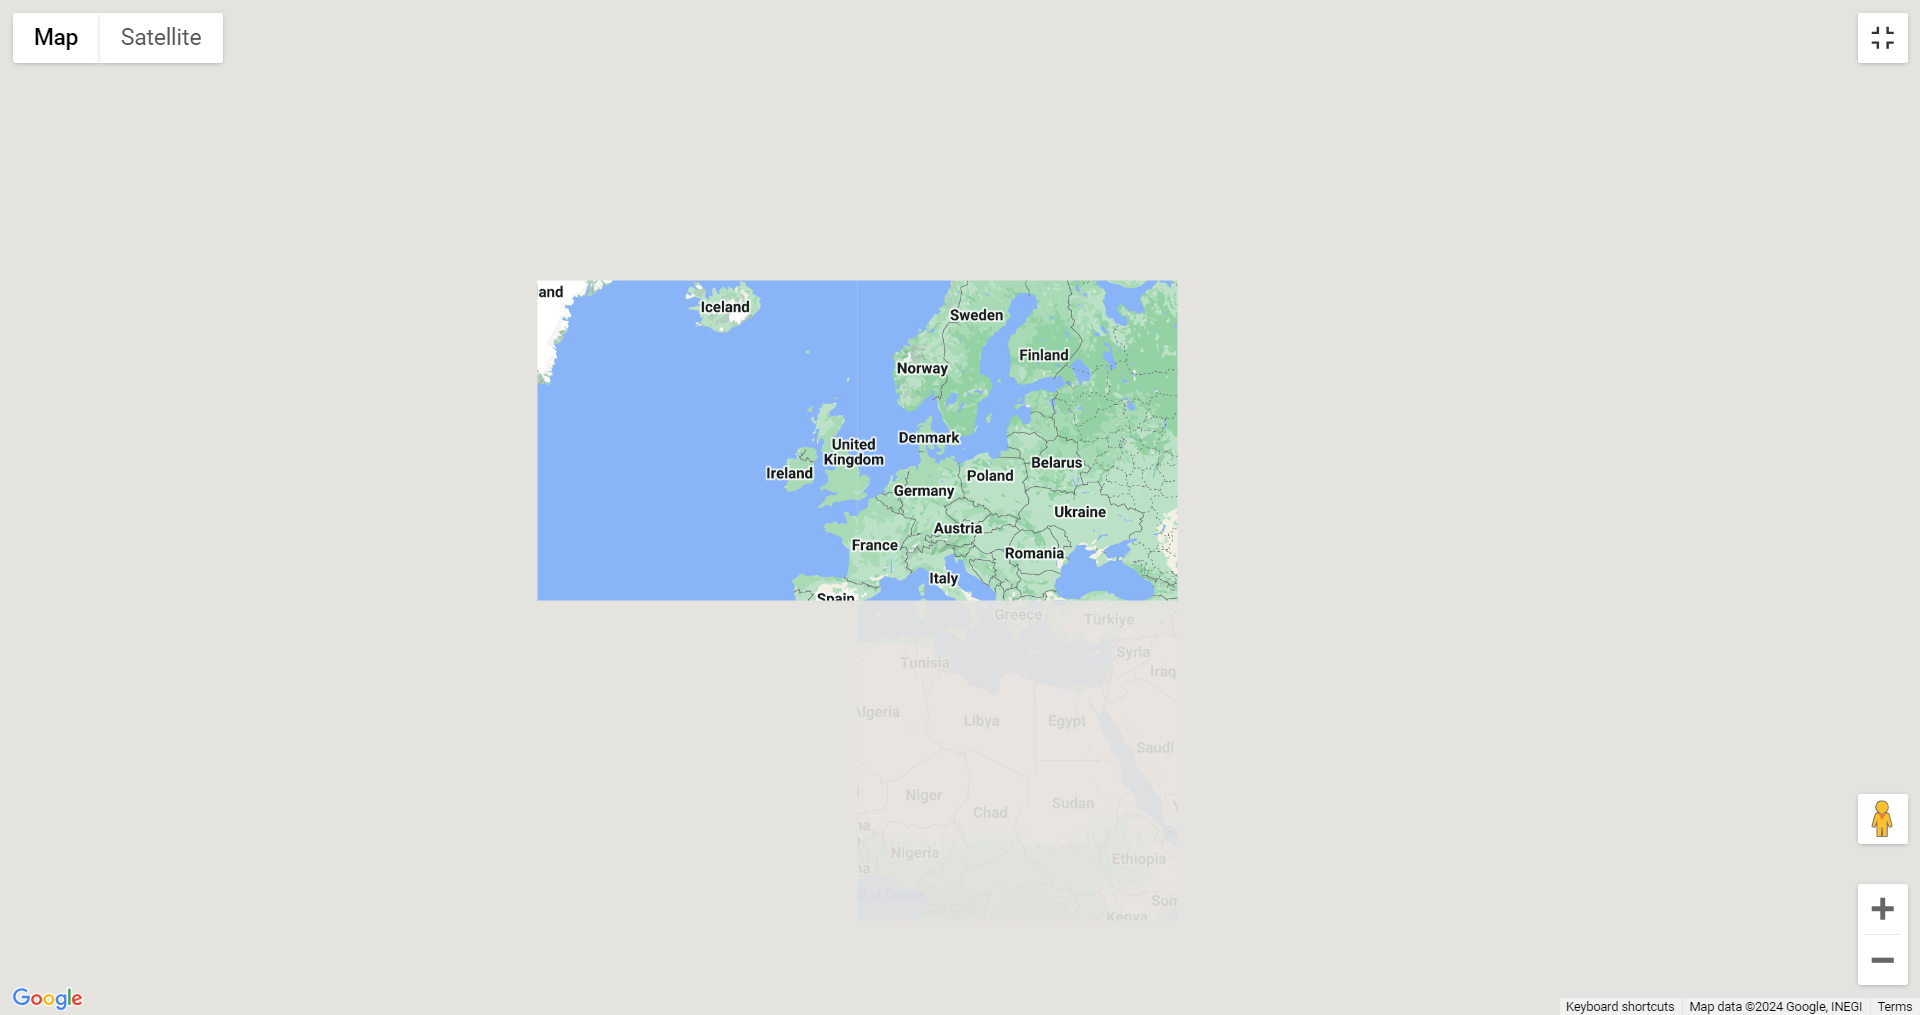 Map
Satellite
and
Iceland
Sweden
Finland
Norway
Denmark
United
Kingdom
Belarus
Ireland
Poland
Germany
Ukraine
Austria
France
Romania
Italy
Spain
Greece
Türkiye
Syria
Tunisia
Iraq
Algeria
Libya
Egypt
Saudi
Niger
Sudan
Chad
Nigeria
Ethiopia
Som
Kenya
Google
Keyboard shortcuts
Map data ©2024 Google, INEGI
Terms